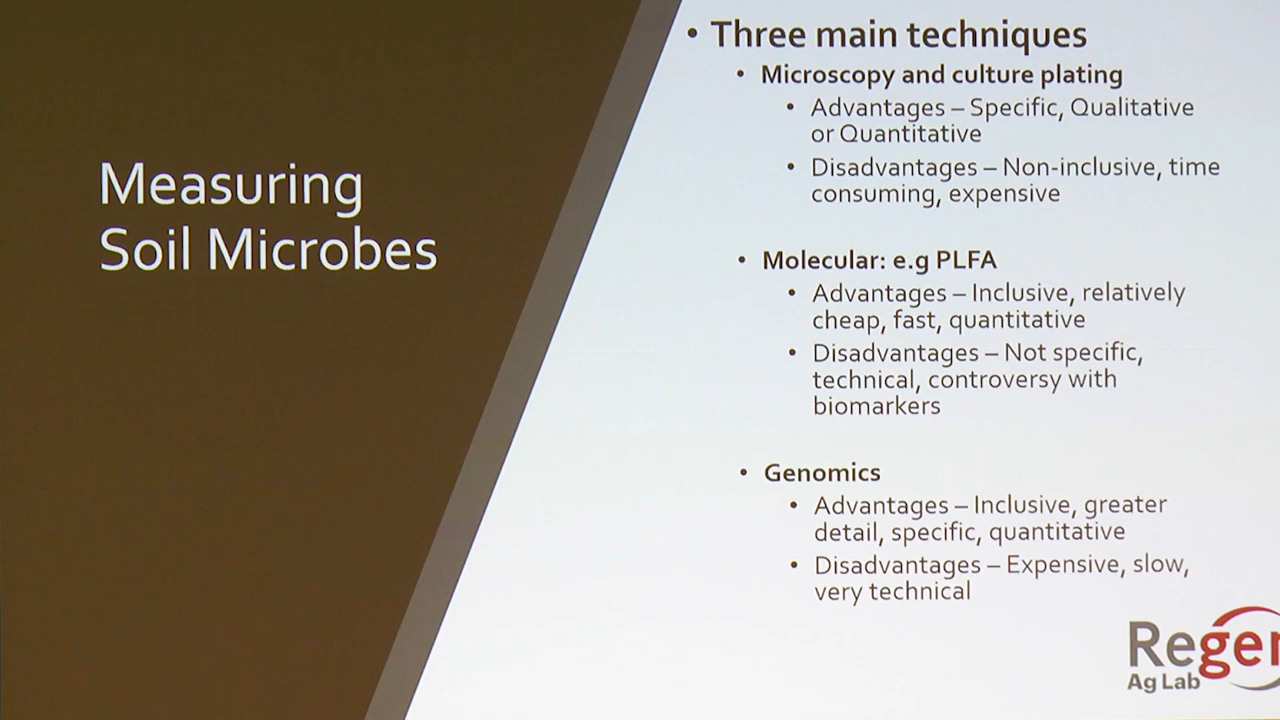 Measuring
Soil Microbes
• Three main techniques
• Microscopy and culture plating
• Advantages – Specific, Qualitative
or Quantitative
• Disadvantages – Non-inclusive, time
consuming, expensive
• Molecular: e.g PLFA
• Advantages – Inclusive, relatively
cheap, fast, quantitative
• Disadvantages – Not specific,
technical, controversy with
biomarkers
• Genomics
• Advantages – Inclusive, greater
detail, specific, quantitative
• Disadvantages – Expensive, slow,
very technical
Regen
Ag Lab